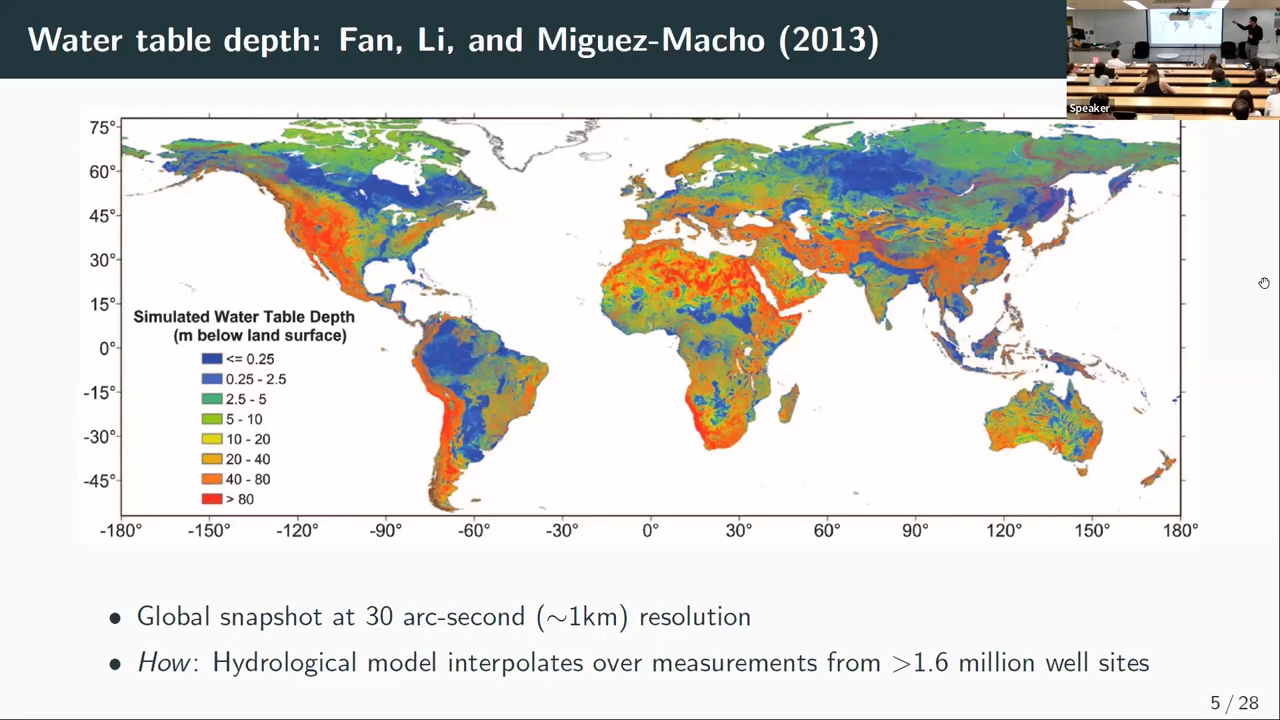 Water table depth: Fan, Li, and Miguez-Macho (2013)
Speaker
75°
60°
45°
30°
15°
0°
-15°
-30°
-45°
Simulated Water Table Depth
(m below land surface)
<= 0.25
0.25 - 2.5
2.5 - 5
5 - 10
10 - 20
20 - 40
40 - 80
> 80
-180° -150° -120° -90° -60° -30° 0° 30° 60° 90° 120° 150° 180°
• Global snapshot at 30 arc-second (~1km) resolution
• How: Hydrological model interpolates over measurements from >1.6 million well sites
5 / 28